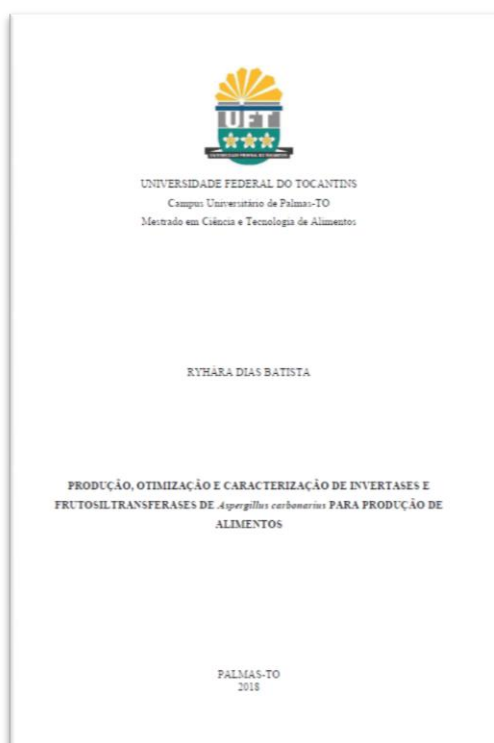 UFT
UNIVERSIDADE FEDERAL DO TOCANTINS
Campus Universitário de Palmas-TO
Mestrado em Ciência e Tecnologia de Alimentos
RYHÁRA DIAS BATISTA
PRODUÇÃO, OTIMIZAÇÃO E CARACTERIZAÇÃO DE INVERTASES E
FRUTOSILTRANSFERASES DE Aspergillus carbonarius PARA PRODUÇÃO DE
ALIMENTOS
PALMAS-TO
2018